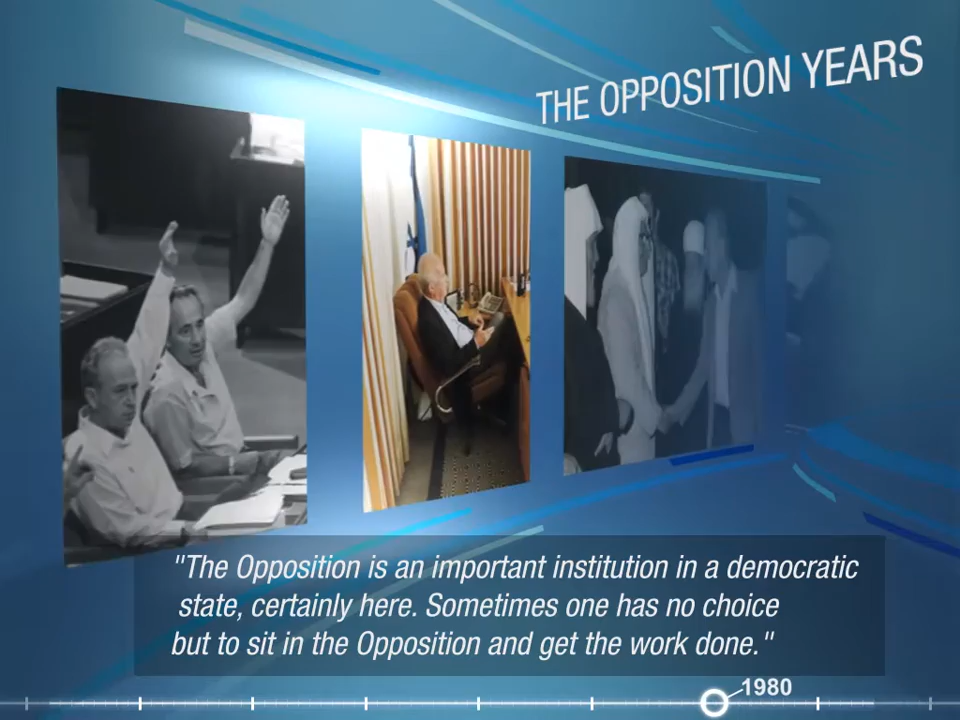 THE OPPOSITION YEARS
"The Opposition is an important institution in a democratic
state, certainly here. Sometimes one has no choice
but to sit in the Opposition and get the work done."
1980